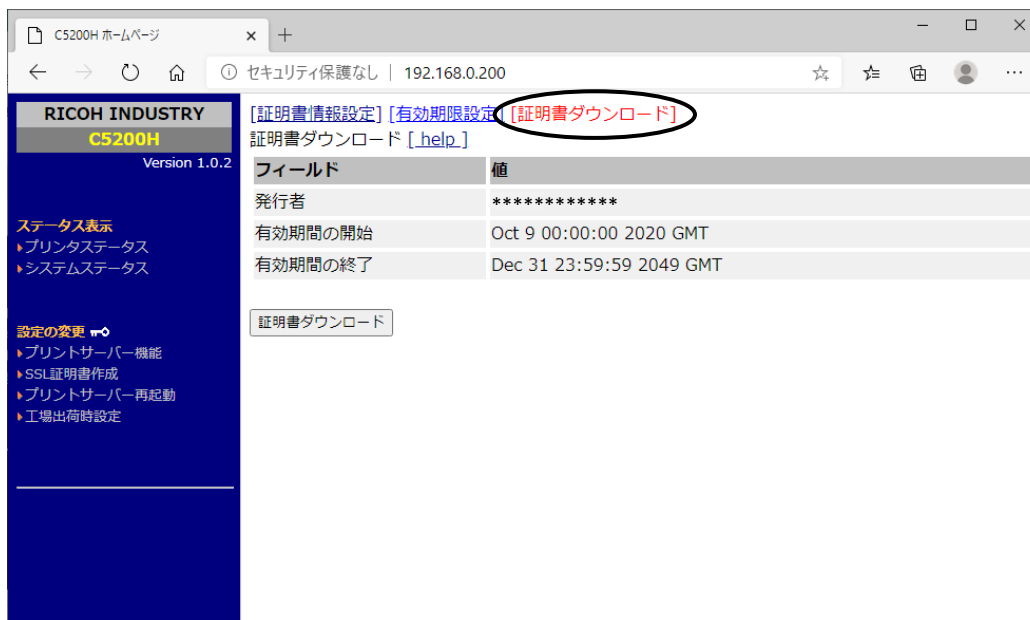 C5200H ホームページ
セキュリティ保護なし | 192.168.0.200
RICOH INDUSTRY
C5200H
Version 1.0.2
ステータス表示
プリンタステータス
システムステータス
設定の変更
プリントサーバー機能
SSL証明書作成
プリントサーバー再起動
工場出荷時設定
[証明書情報設定] [有効期限設定] [証明書ダウンロード]
証明書ダウンロード [ help ]
フィールド 値
発行者 ************
有効期間の開始 Oct 9 00:00:00 2020 GMT
有効期間の終了 Dec 31 23:59:59 2049 GMT
証明書ダウンロード